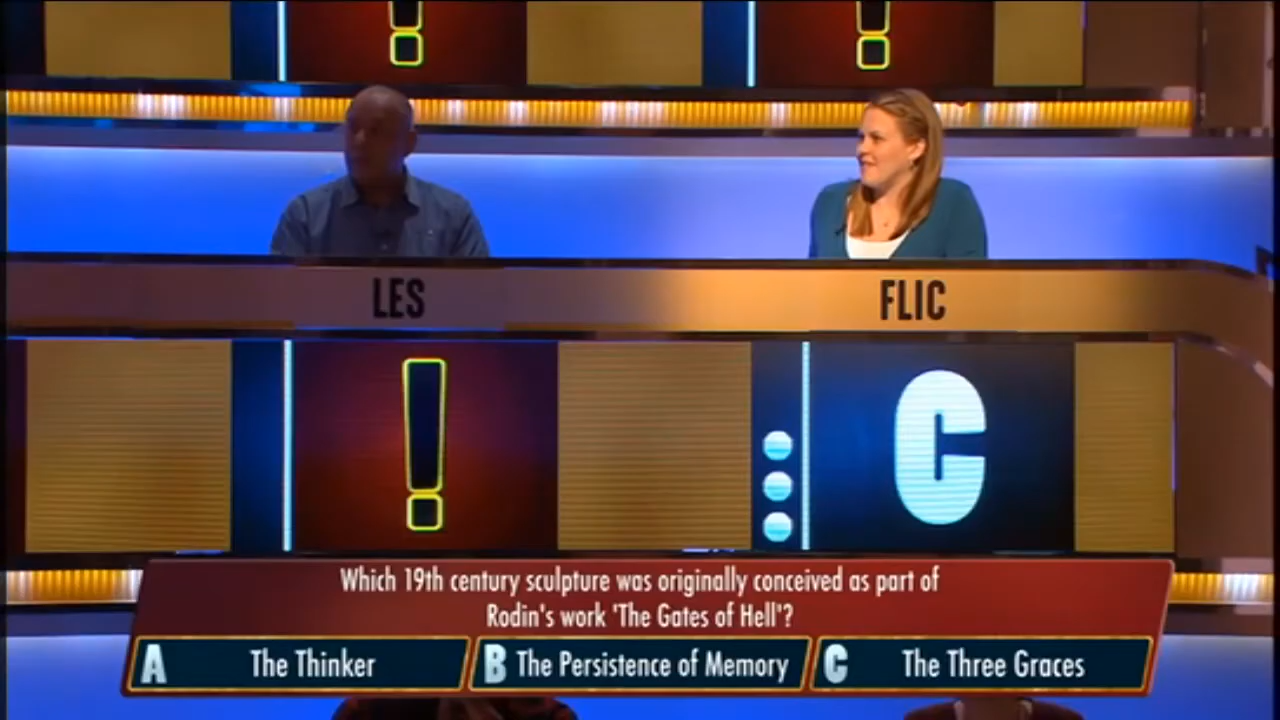 !
!
LES
FLIC
!
C
Which 19th century sculpture was originally conceived as part of
Rodin's work 'The Gates of Hell'?
A The Thinker
B The Persistence of Memory
C The Three Graces